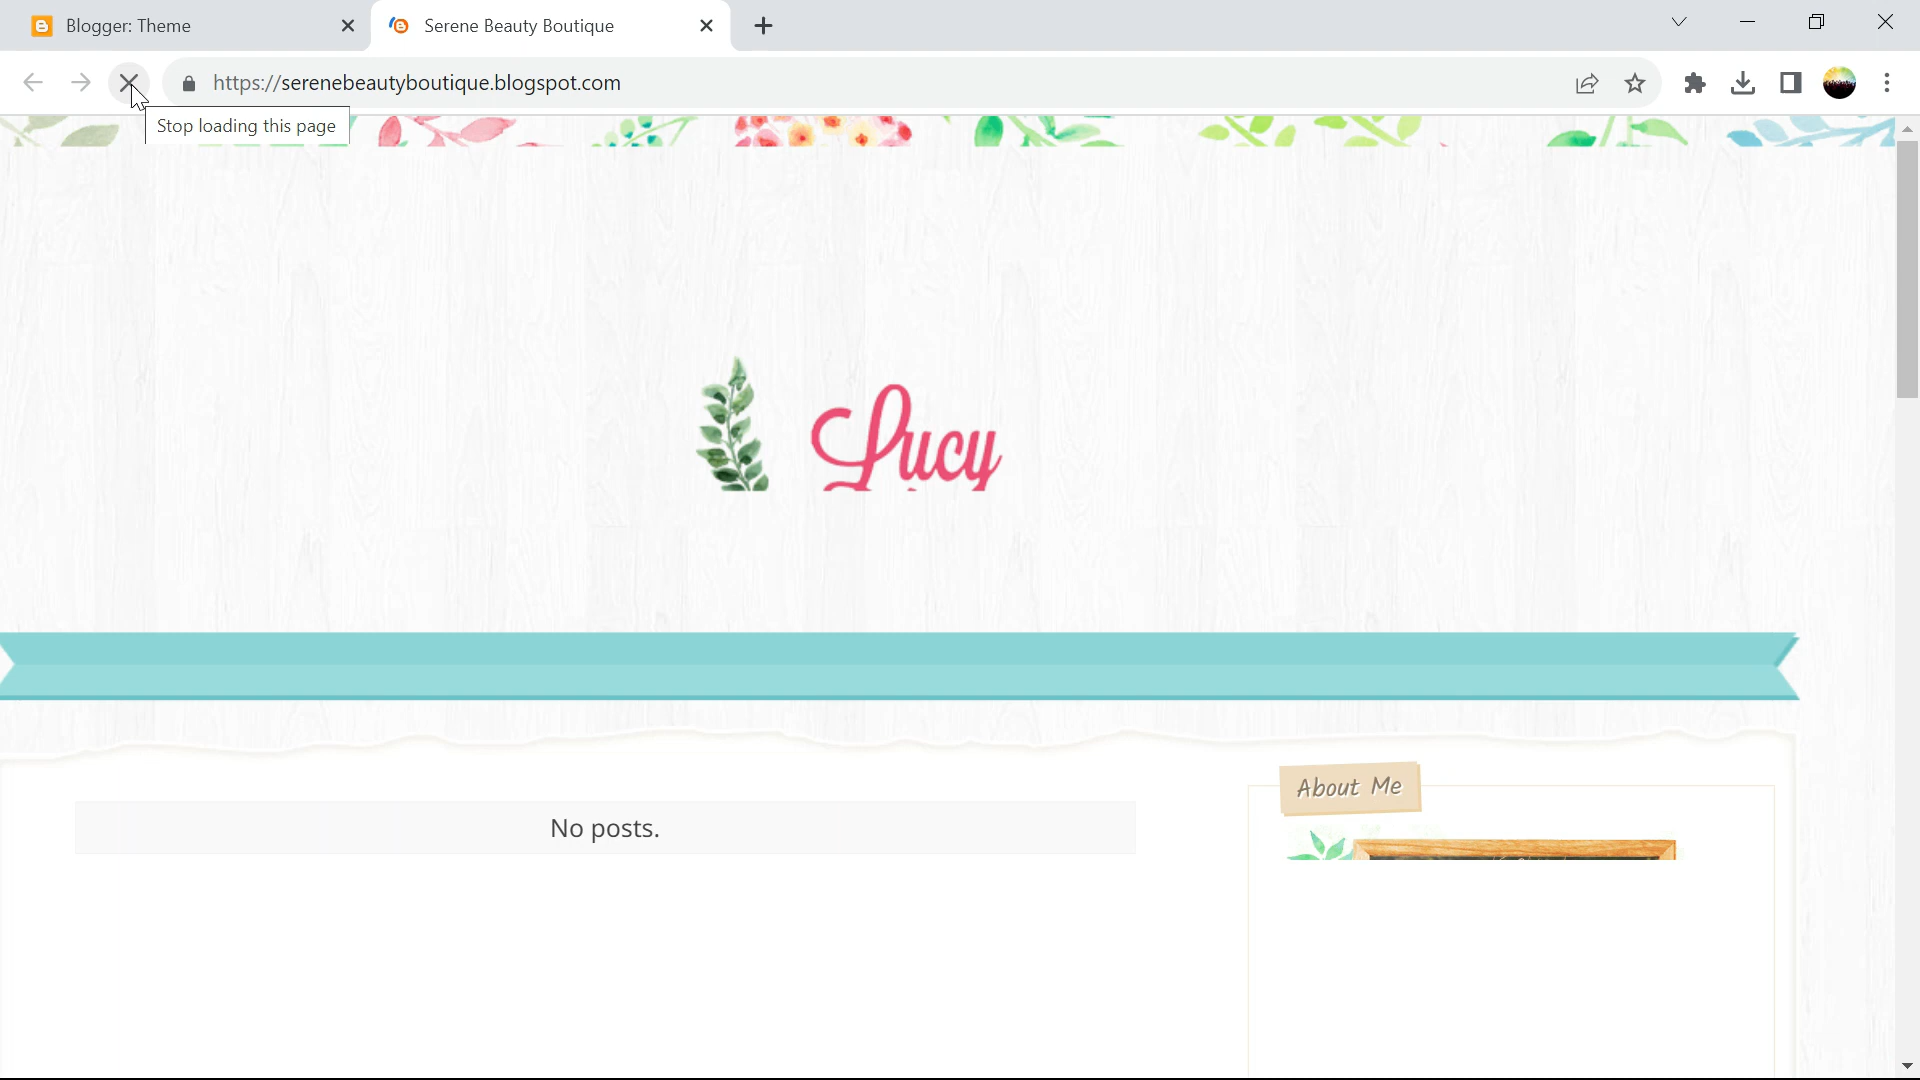 Blogger: Theme
Serene Beauty Boutique
https://serenebeautyboutique.blogspot.com
Stop loading this page
Lucy
About Me
No posts.